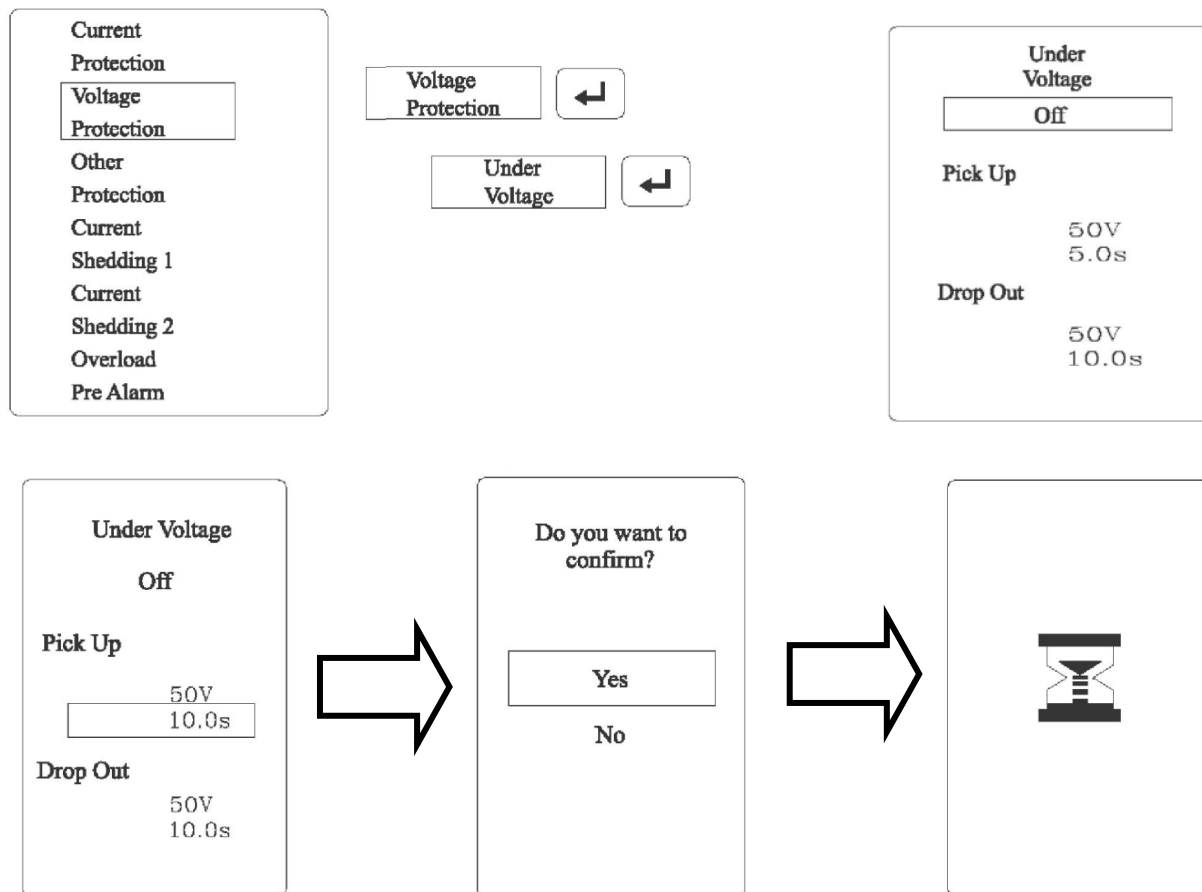 Current
Protection
Voltage
Protection
Other
Protection
Current
Shedding 1
Current
Shedding 2
Overload
Pre Alarm
Voltage
Protection
Under
Voltage
Under
Voltage
Off
Pick Up
50V
5.0s
Drop Out
50V
10.0s
Under Voltage
Off
Pick Up
50V
10.0s
Drop Out
50V
10.0s
Do you want to
confirm?
Yes
No